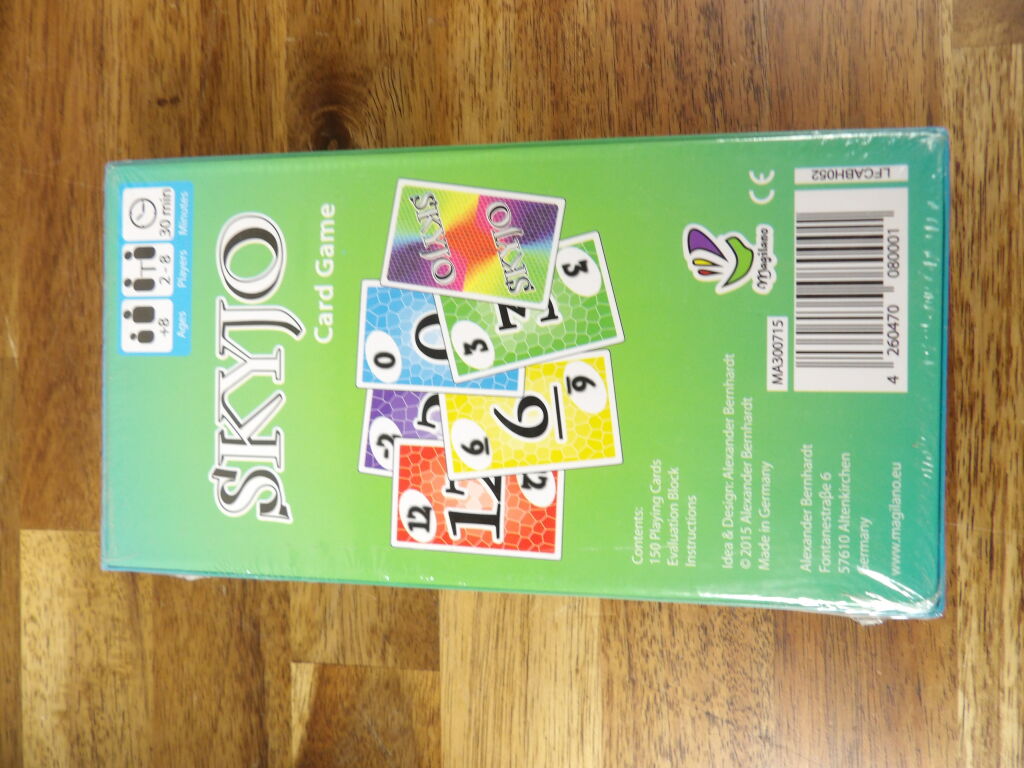 +8
2 - 8
30 min
Ages
Players
Minutes
SKYJO
Card Game
12
12
-2
6
6
6
0
0
3
3
SKYJO
SKYJO
Contents:
150 Playing Cards
Evaluation Block
Instructions
Idea & Design: Alexander Bernhardt
© 2015 Alexander Bernhardt
Made in Germany
Alexander Bernhardt
Fontanestraße 6
57610 Altenkirchen
Germany
www.magilano.eu
Magilano
CE
MA300715
4 260470 080001
LFCABH052